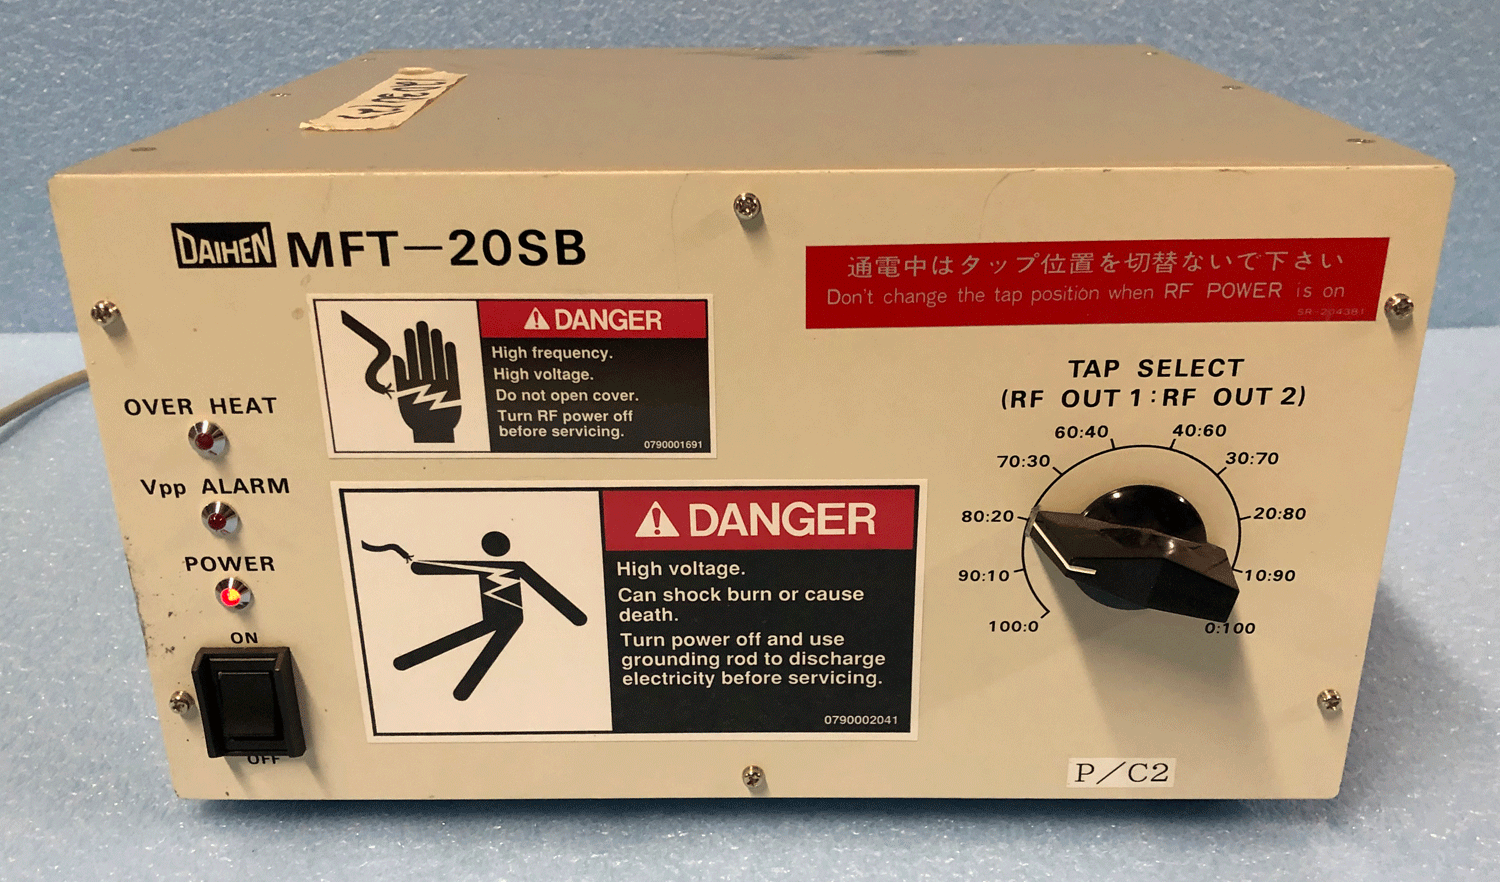 DAIHEN MFT-20SB
通電中はタップ位置を切替ないで下さい
Don't change the tap position when RF POWER is on
SR-2043B1
DANGER
High frequency.
High voltage.
Do not open cover.
Turn RF power off
before servicing.
0790001691
OVER HEAT
Vpp ALARM
POWER
ON
OFF
DANGER
High voltage.
Can shock burn or cause
death.
Turn power off and use
grounding rod to discharge
electricity before servicing.
0790002041
TAP SELECT
(RF OUT 1:RF OUT 2)
60:40
40:60
70:30
30:70
80:20
20:80
90:10
10:90
100:0
0:100
P/C2